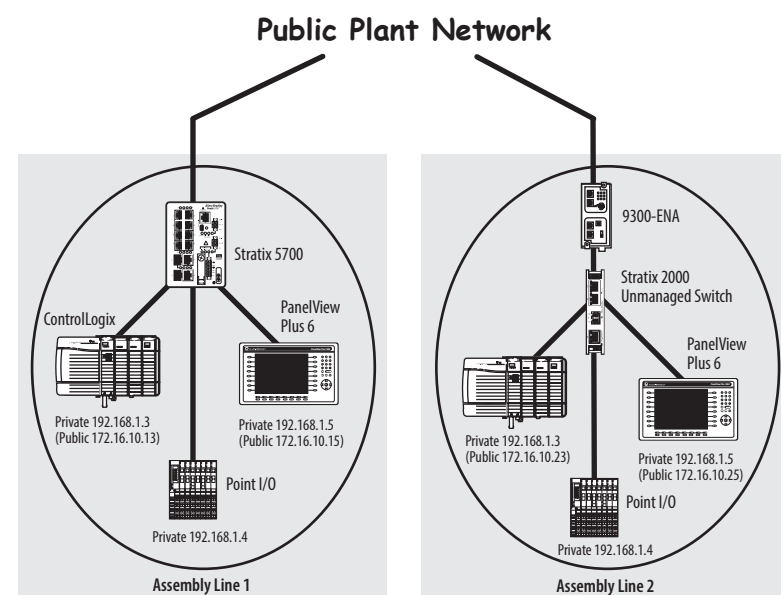 Public Plant Network
Stratix 5700
ControlLogix
PanelView
Plus 6
Private 192.168.1.3
(Public 172.16.10.13)
Private 192.168.1.5
(Public 172.16.10.15)
Point I/O
Private 192.168.1.4
Assembly Line 1
9300-ENA
Stratix 2000
Unmanaged Switch
PanelView
Plus 6
Private 192.168.1.3
(Public 172.16.10.23)
Private 192.168.1.5
(Public 172.16.10.25)
Point I/O
Private 192.168.1.4
Assembly Line 2